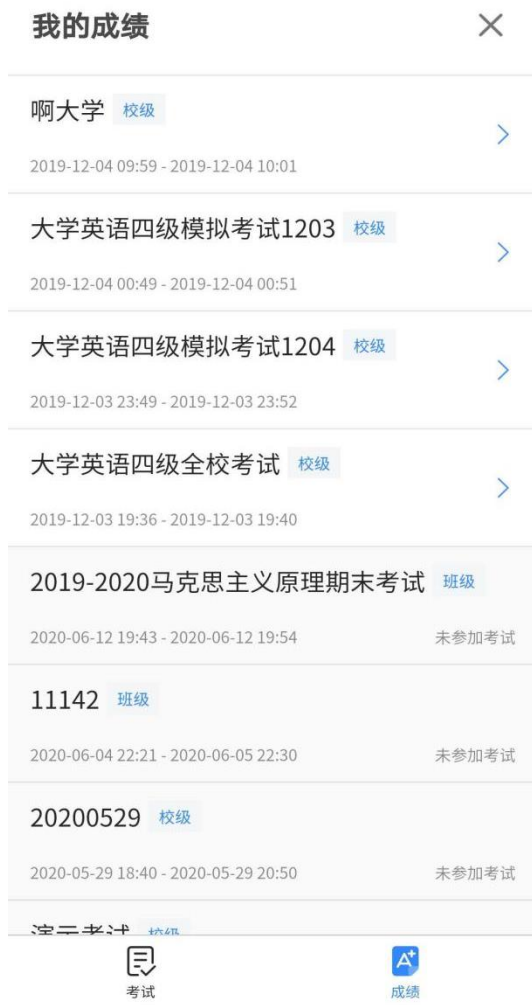 我的成绩
啊大学 校级
2019-12-04 09:59 - 2019-12-04 10:01
大学英语四级模拟考试1203 校级
2019-12-04 00:49 - 2019-12-04 00:51
大学英语四级模拟考试1204 校级
2019-12-03 23:49 - 2019-12-03 23:52
大学英语四级全校考试 校级
2019-12-03 19:36 - 2019-12-03 19:40
2019-2020马克思主义原理期末考试 班级
2020-06-12 19:43 - 2020-06-12 19:54 未参加考试
11142 班级
2020-06-04 22:21 - 2020-06-05 22:30 未参加考试
20200529 校级
2020-05-29 18:40 - 2020-05-29 20:50 未参加考试
演示考试 校级
考试 成绩